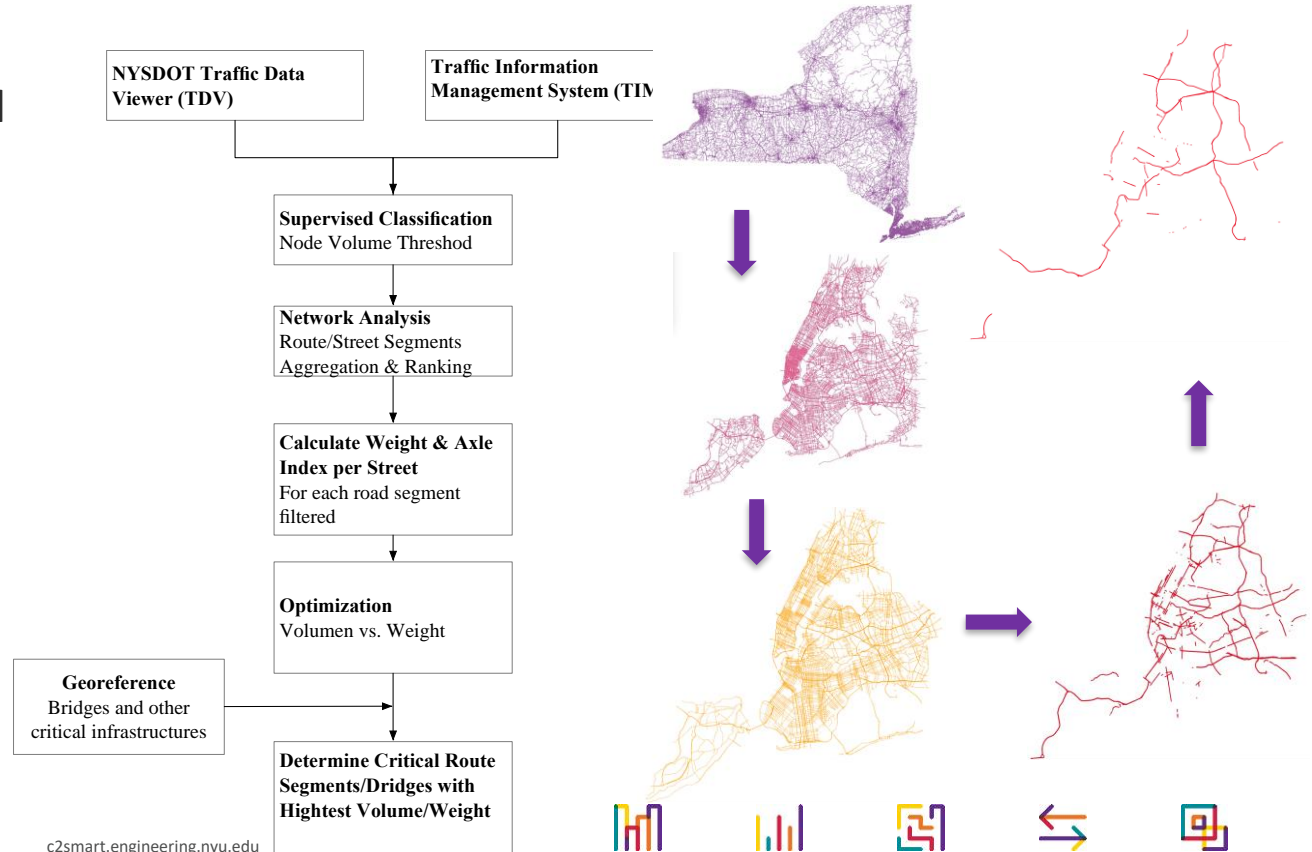 NYSDOT Traffic Data
Viewer (TDV)
Traffic Information
Management System (TIM
Supervised Classification
Node Volume Threshod
Network Analysis
Route/Street Segments
Aggregation & Ranking
Calculate Weight & Axle
Index per Street
For each road segment
filtered
Optimization
Volumen vs. Weight
Georeference
Bridges and other
critical infrastructures
Determine Critical Route
Segments/Dridges with
Highest Volume/Weight
c2smart.engineering.nyu.edu